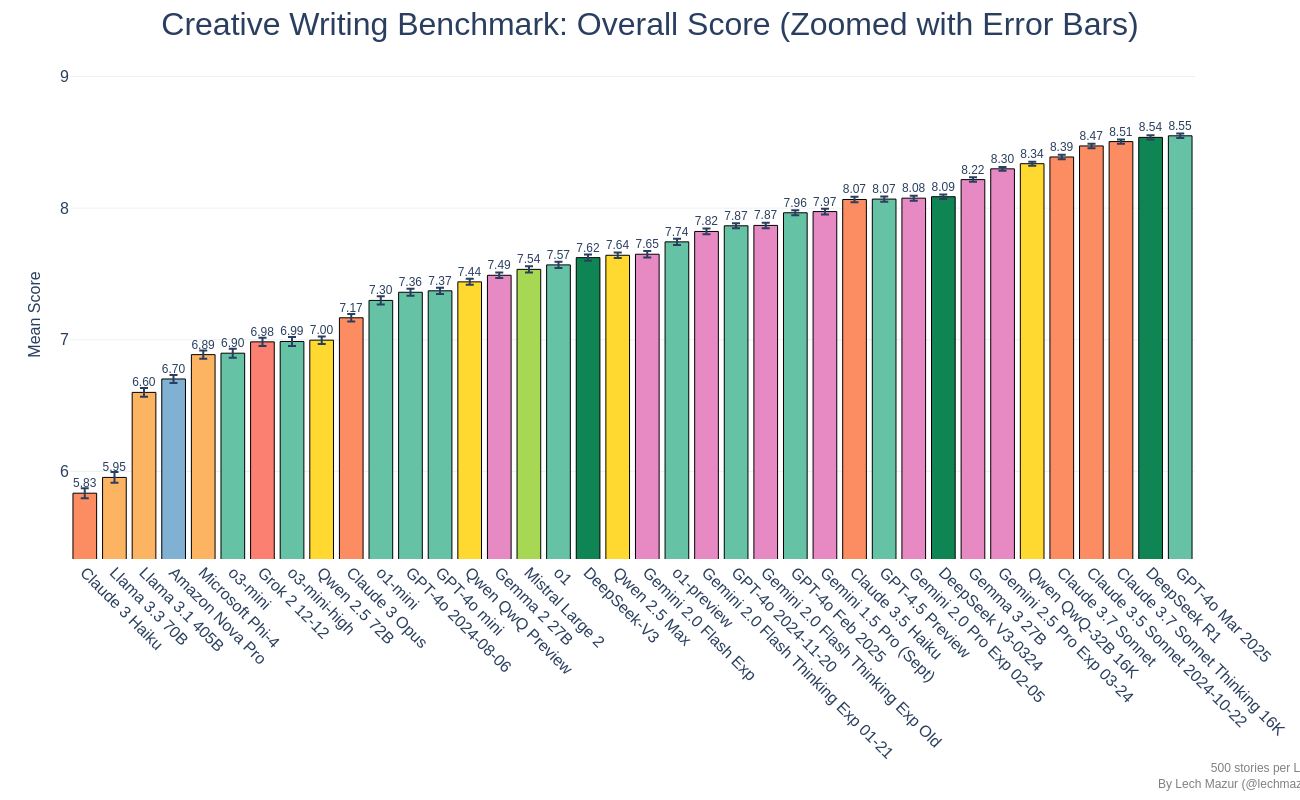 Creative Writing Benchmark: Overall Score (Zoomed with Error Bars)
Mean Score
9
8
7
6
5.83
5.95
6.60
6.70
6.89
6.90
6.98
6.99
7.00
7.17
7.30
7.36
7.37
7.44
7.49
7.54
7.57
7.62
7.64
7.65
7.74
7.82
7.87
7.87
7.96
7.97
8.07
8.07
8.08
8.09
8.22
8.30
8.34
8.39
8.47
8.51
8.54
8.55
Claude 3 Haiku
Llama 3.3 70B
Llama 3.1 405B
Amazon Nova Pro
Microsoft Phi-4
o3-mini
Grok 2 12-12
o3-mini-high
Qwen 2.5 72B
Claude 3 Opus
o1-mini
GPT-4o 2024-08-06
GPT-4o mini
Qwen QwQ Preview
Gemma 2 27B
Mistral Large 2
o1
DeepSeek-V3
Qwen 2.5 Max
Gemini 2.0 Flash Exp
o1-preview
Gemini 2.0 Flash Thinking Exp 01-21
GPT-4o 2024-11-20
Gemini 2.0 Flash Thinking Exp Old
GPT-4o Feb 2025
Gemini 1.5 Pro (Sept)
Claude 3.5 Haiku
GPT-4.5 Preview
Gemini 2.0 Pro Exp 02-05
DeepSeek V3-0324
Gemma 3 27B
Gemini 2.5 Pro Exp 03-24
Qwen QwQ-32B 16K
Claude 3.7 Sonnet
Claude 3.5 Sonnet 2024-10-22
Claude 3.7 Sonnet Thinking 16K
DeepSeek R1
GPT-4o Mar 2025
500 stories per L
By Lech Mazur (@lechmaz